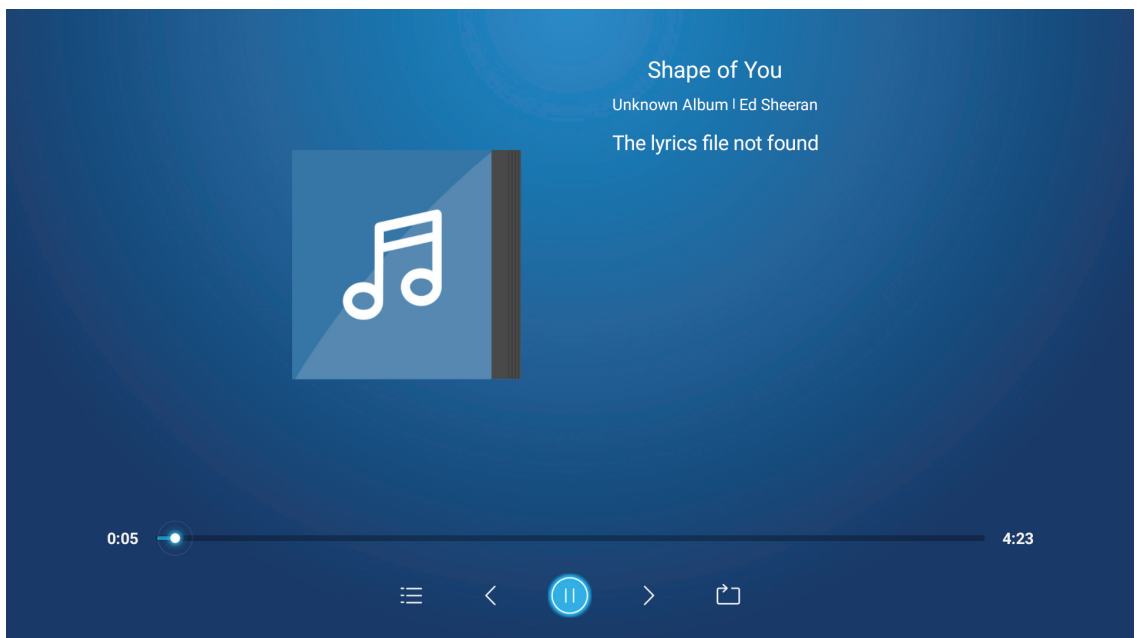 Shape of You
Unknown Album | Ed Sheeran
The lyrics file not found
0:05
4:23